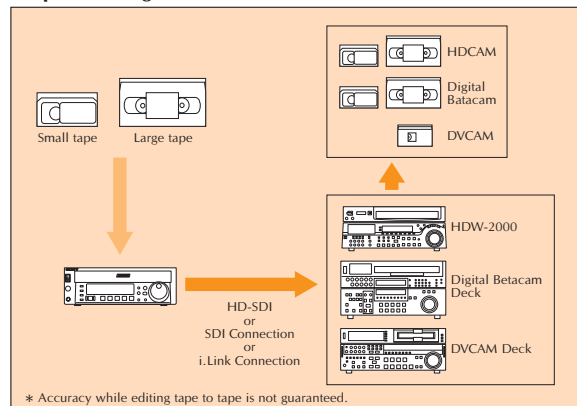 Small tape
Large tape
HDCAM
Digital
Batacam
DVCAM
HDW-2000
Digital Betacam
Deck
DVCAM Deck
HD-SDI
or
SDI Connection
or
i.Link Connection
* Accuracy while editing tape to tape is not guaranteed.